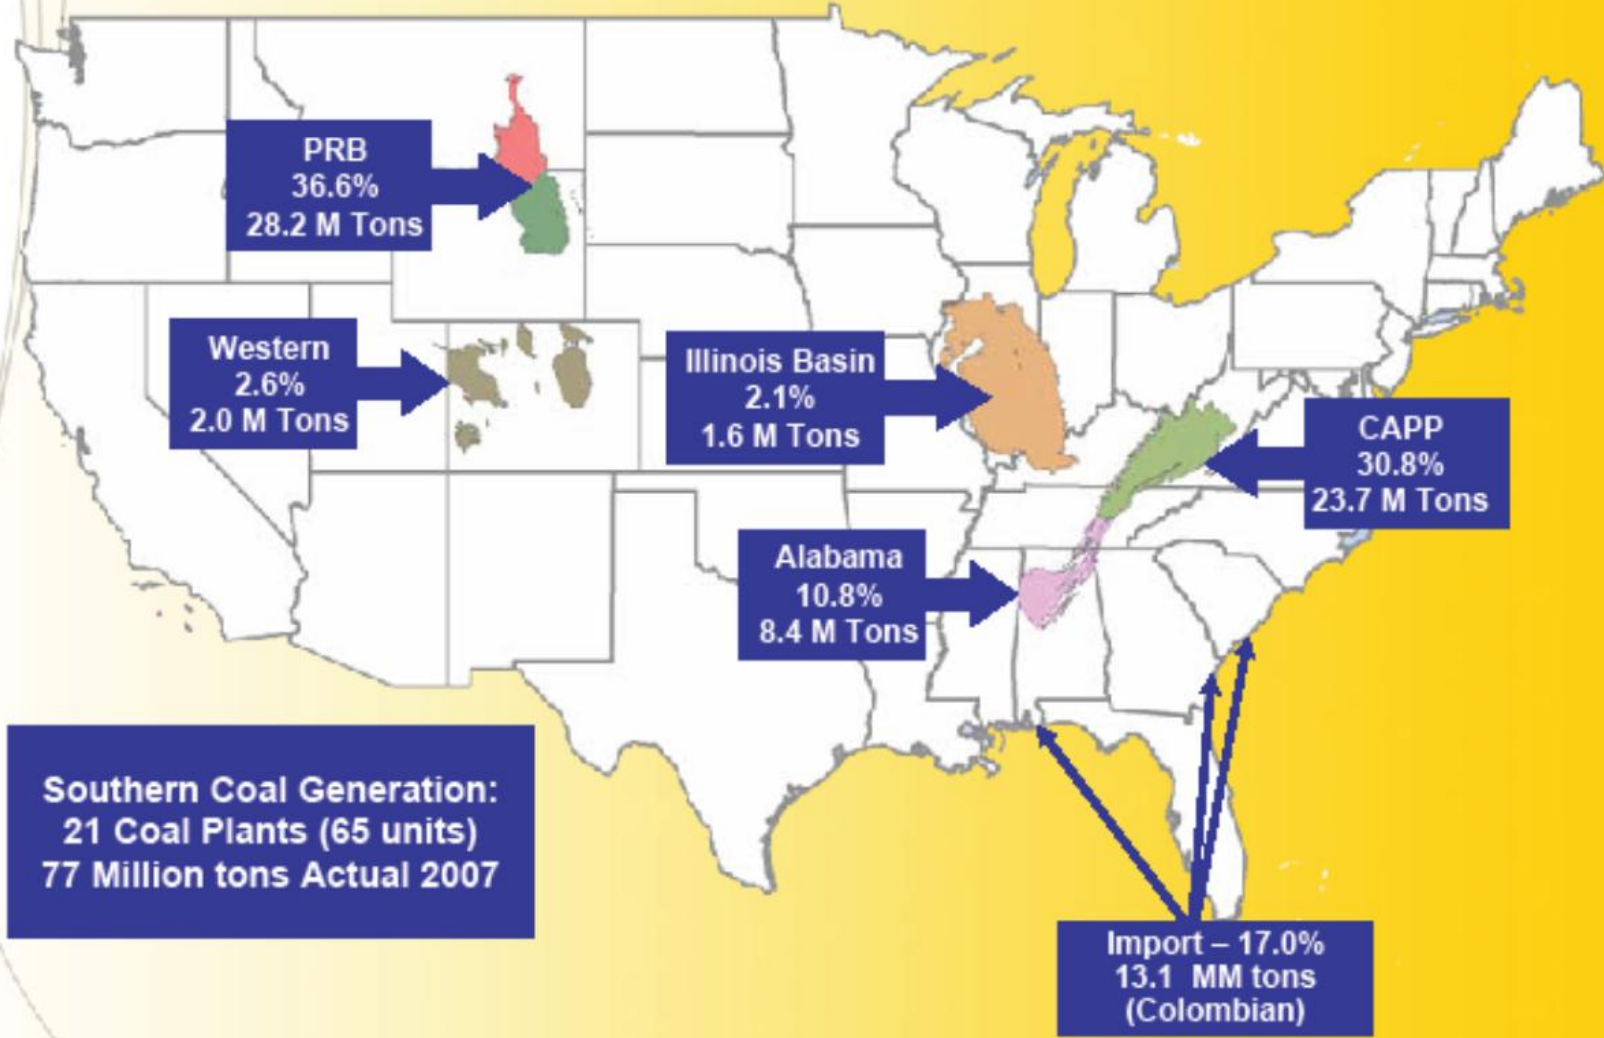 PRB
36.6%
28.2 M Tons
Western
2.6%
2.0 M Tons
Illinois Basin
2.1%
1.6 M Tons
CAPP
30.8%
23.7 M Tons
Alabama
10.8%
8.4 M Tons
Southern Coal Generation:
21 Coal Plants (65 units)
77 Million tons Actual 2007
Import – 17.0%
13.1 MM tons
(Colombian)